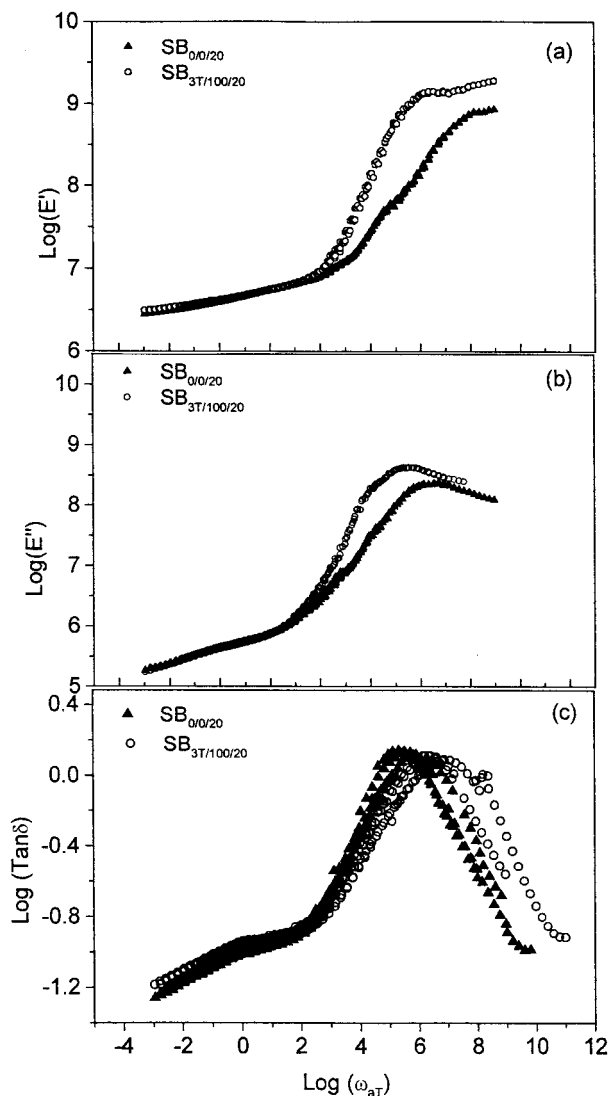 10
SB0/0/20
(a)
SB3T/100/20
9
Log(E')
8
7
6
10
SB0/0/20
(b)
SB3T/100/20
9
Log(E'')
8
7
6
5
0.4
SB0/0/20
(c)
SB3T/100/20
0.0
Log (Tanδ)
-0.4
-0.8
-1.2
-4 -2 0 2 4 6 8 10 12
Log (ωaT)